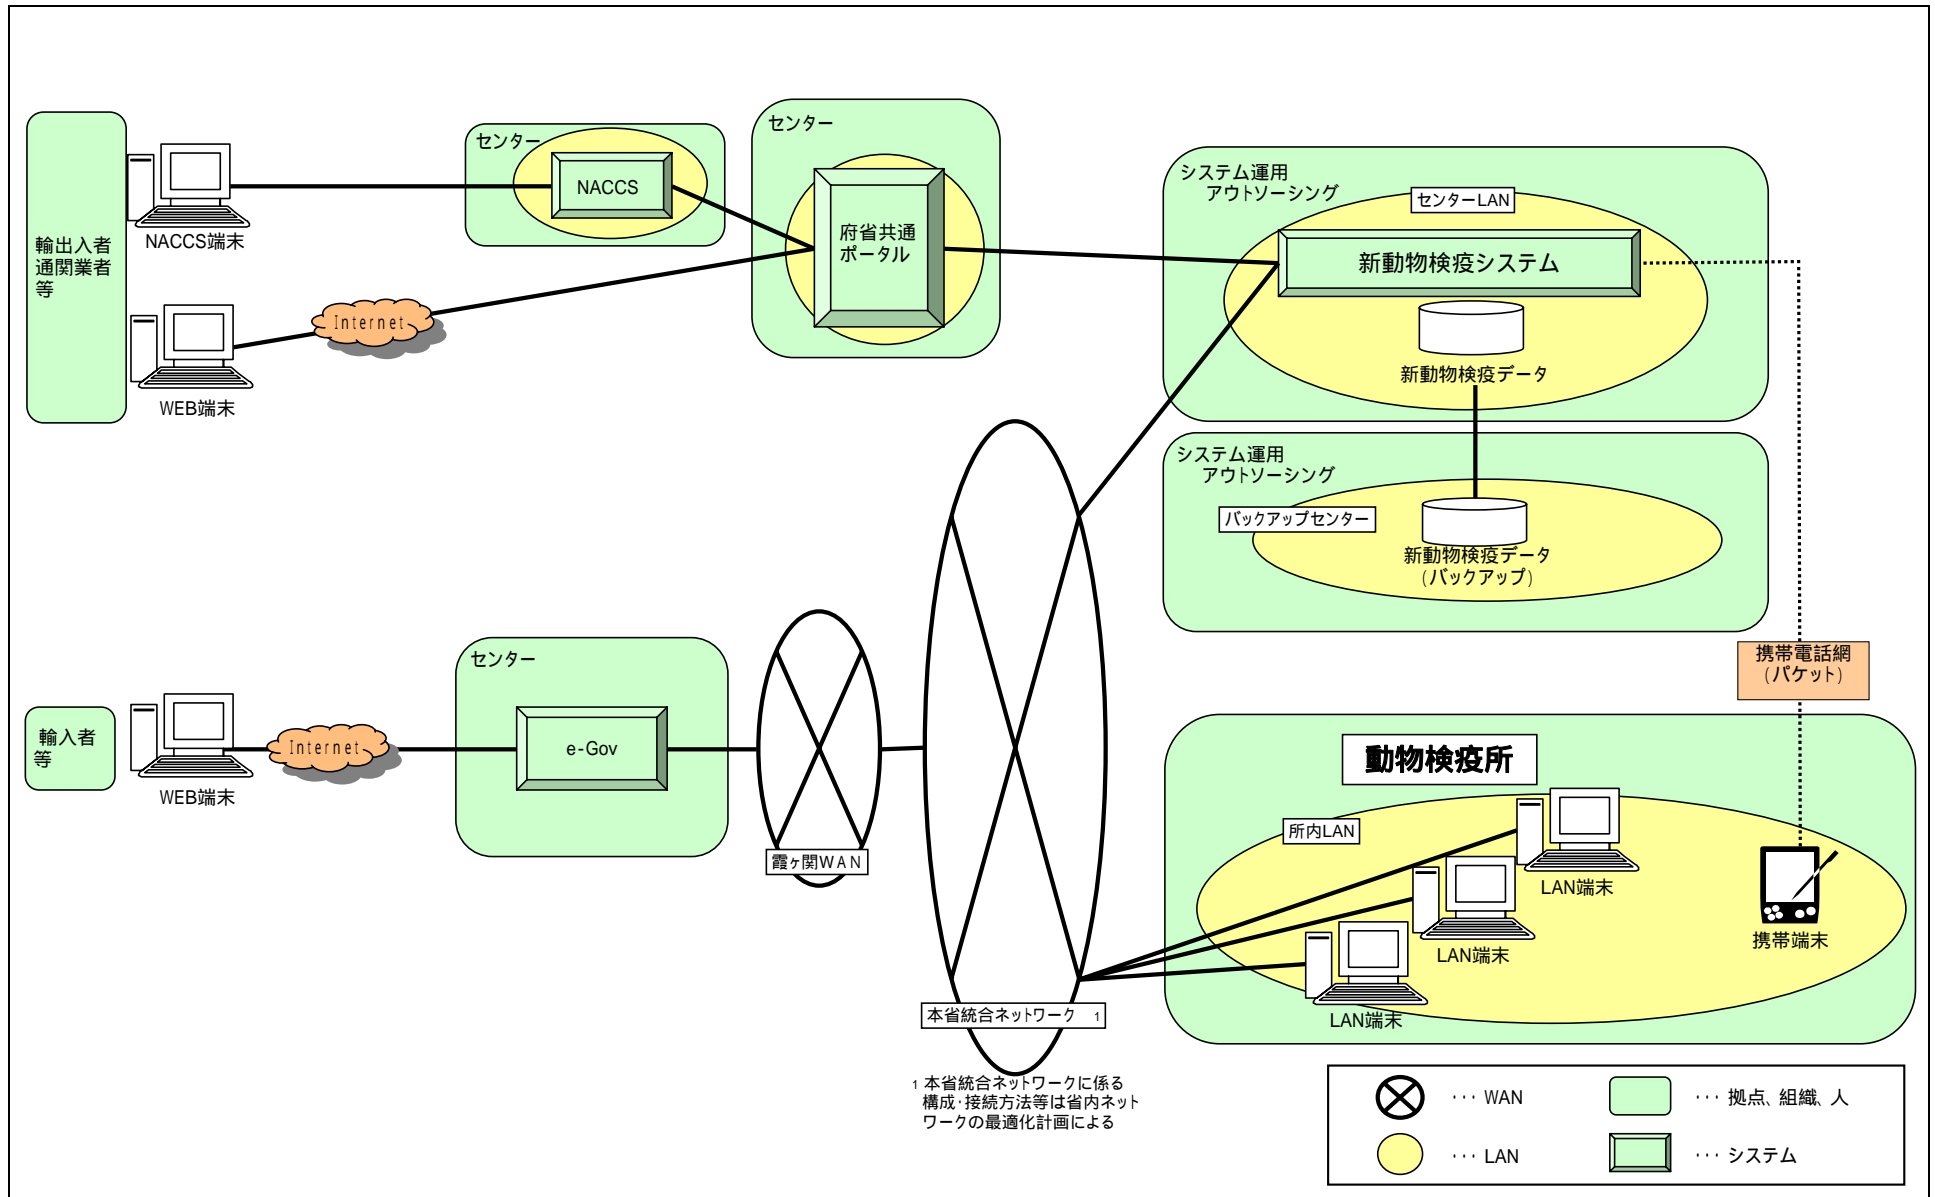 輸出入者
通関業者
等
NACCS端末
WEB端末
Internet
センター
NACCS
センター
府省共通
ポータル
システム運用
アウトソーシング
センターLAN
新動物検疫システム
新動物検疫データ
システム運用
アウトソーシング
バックアップセンター
新動物検疫データ
(バックアップ)
携帯電話網
(パケット)
輸入者
等
WEB端末
Internet
センター
e-Gov
霞ヶ関WAN
本省統合ネットワーク 1
1 本省統合ネットワークに係る
構成・接続方法等は省内ネット
ワークの最適化計画による
動物検疫所
所内LAN
LAN端末
LAN端末
LAN端末
携帯端末
・・・ WAN
・・・ 拠点、組織、人
・・・ LAN
・・・ システム